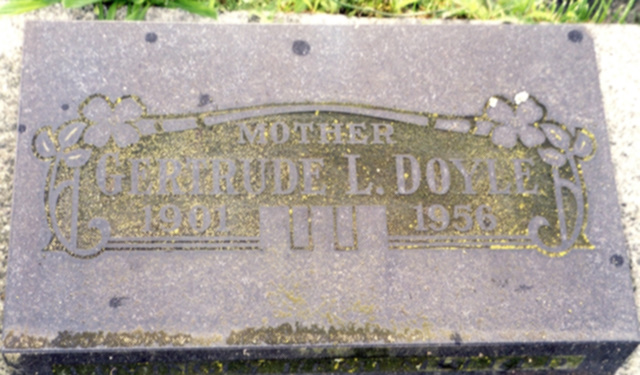 MOTHER
GERTRUDE L. DOYLE
1901 1956